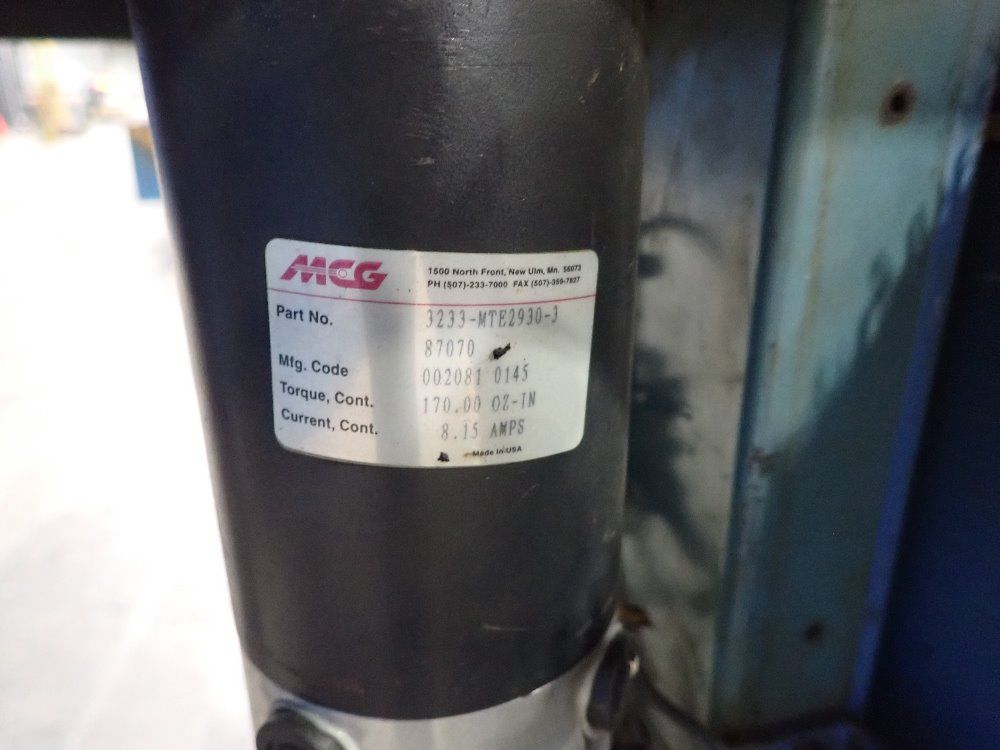 MCG
1500 North Front, New Ulm, Mn. 56073
PH (507)-233-7000 FAX (507)-359-7827
Part No. 3233-MTE2930-3
87070
Mfg. Code 002081 0145
Torque, Cont. 170.00 OZ-IN
Current, Cont. 8.15 AMPS
Made in USA